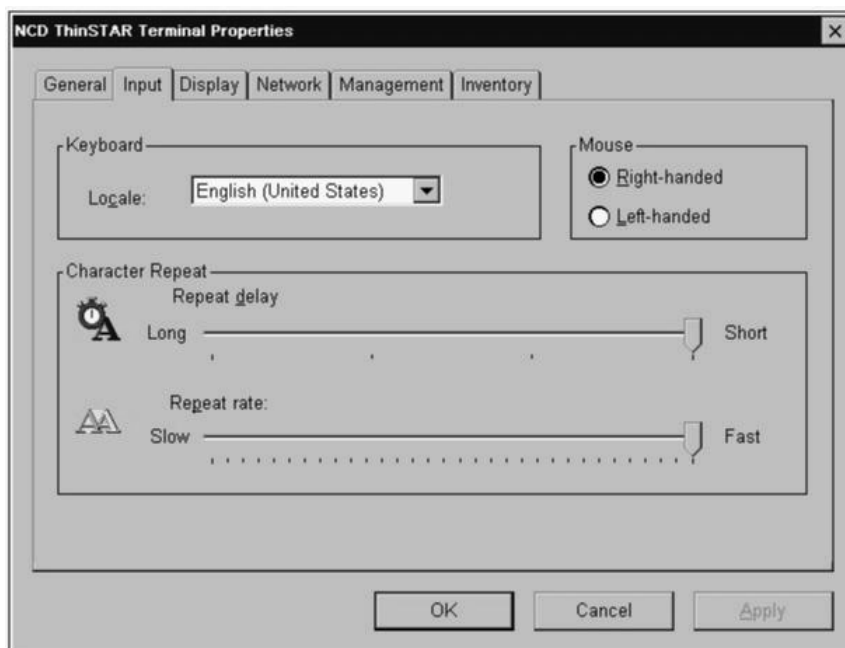 NCD ThinSTAR Terminal Properties
General Input Display Network Management Inventory
Keyboard
Locale: English (United States)
Mouse
Right-handed
Left-handed
Character Repeat
Repeat delay
Long Short
Repeat rate:
Slow Fast
OK Cancel Apply